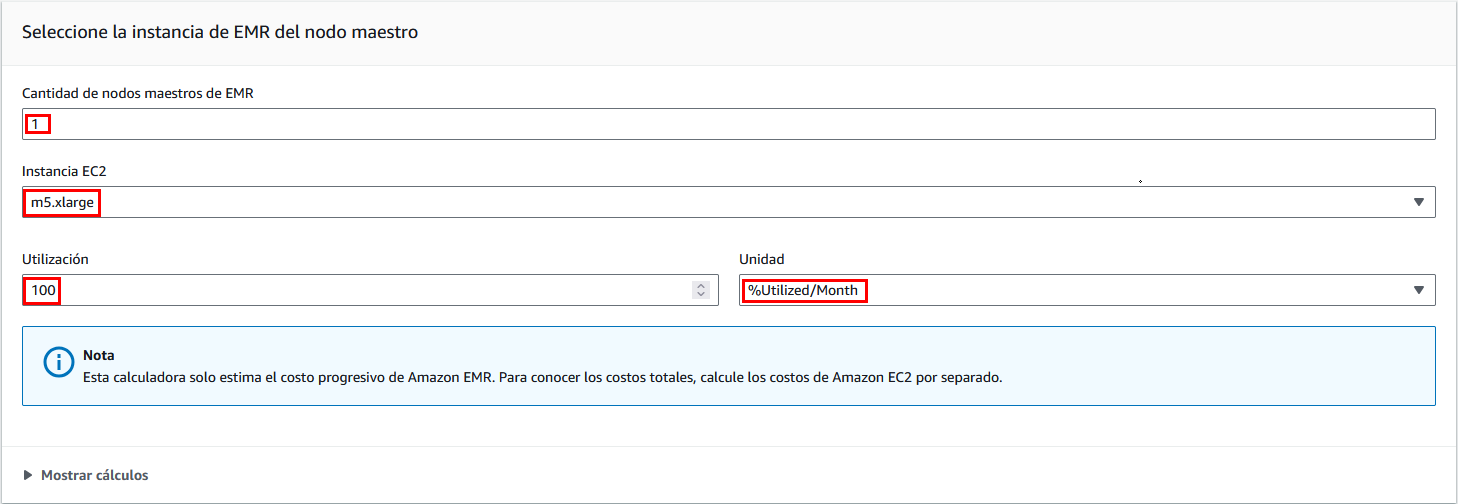 Seleccione la instancia de EMR del nodo maestro
Cantidad de nodos maestros de EMR
1
Instancia EC2
m5.xlarge
Utilización
Unidad
100
%Utilized/Month
Nota
Esta calculadora solo estima el costo progresivo de Amazon EMR. Para conocer los costos totales, calcule los costos de Amazon EC2 por separado.
Mostrar cálculos